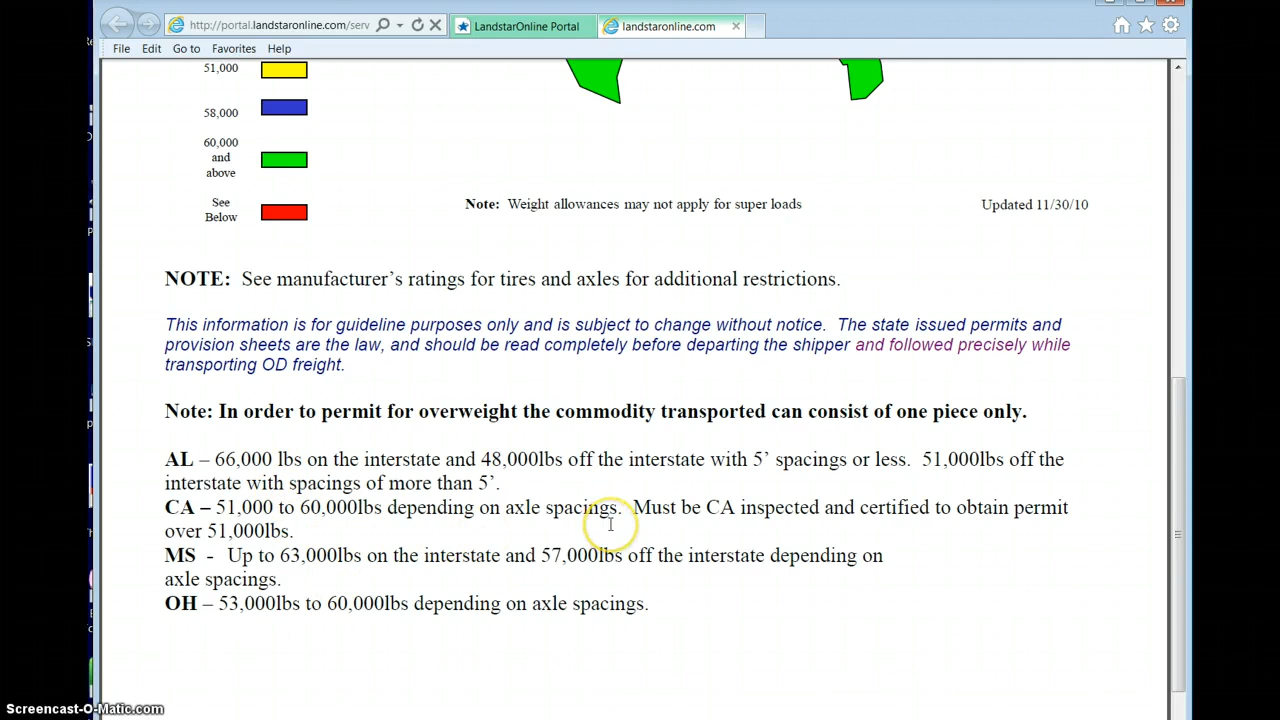 http://portal.landstaronline.com/serv
LandstarOnline Portal
landstaronline.com
File Edit Go to Favorites Help
51,000
58,000
60,000
and
above
See
Below
Note: Weight allowances may not apply for super loads
Updated 11/30/10
NOTE: See manufacturer's ratings for tires and axles for additional restrictions.
This information is for guideline purposes only and is subject to change without notice. The state issued permits and
provision sheets are the law, and should be read completely before departing the shipper and followed precisely while
transporting OD freight.
Note: In order to permit for overweight the commodity transported can consist of one piece only.
AL – 66,000 lbs on the interstate and 48,000lbs off the interstate with 5' spacings or less. 51,000lbs off the
interstate with spacings of more than 5'.
CA – 51,000 to 60,000lbs depending on axle spacings. Must be CA inspected and certified to obtain permit
over 51,000lbs.
MS - Up to 63,000lbs on the interstate and 57,000lbs off the interstate depending on
axle spacings.
OH – 53,000lbs to 60,000lbs depending on axle spacings.
Screencast-O-Matic.com